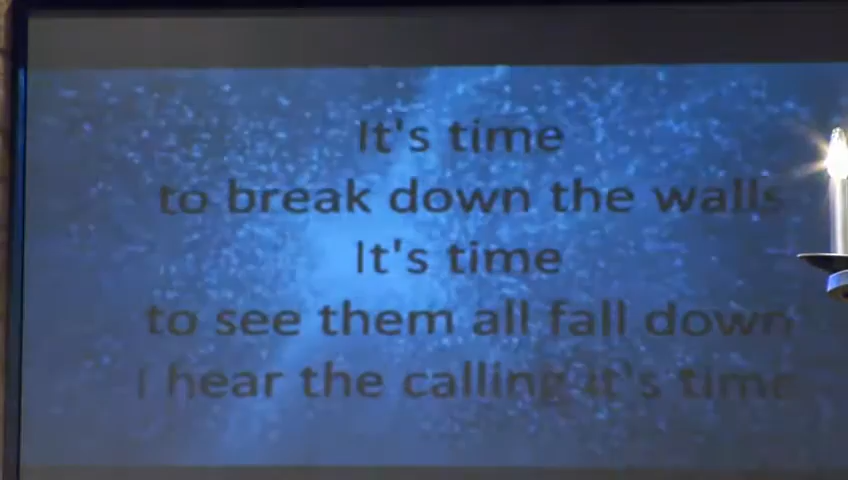 It's time
to break down the walls
It's time
to see them all fall down
I hear the calling it's time